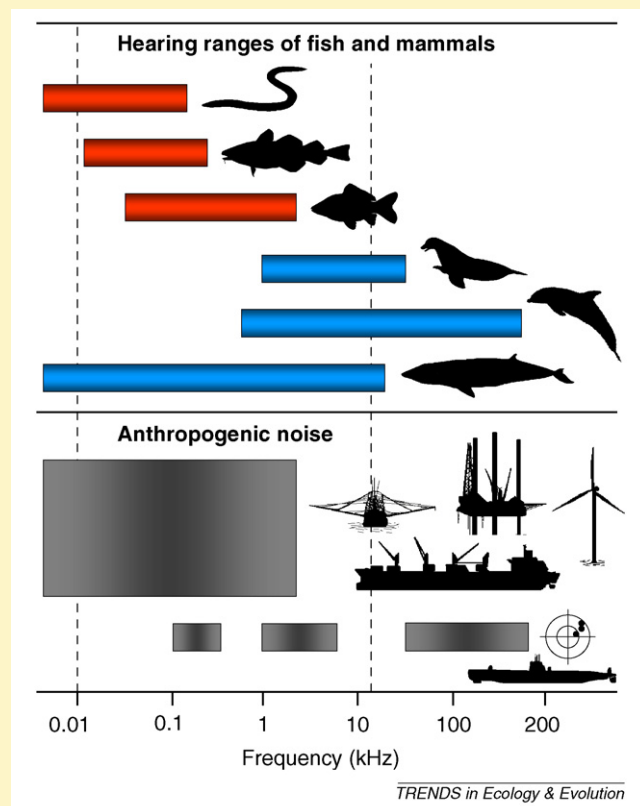 Hearing ranges of fish and mammals
Anthropogenic noise
0.01 0.1 1 10 100 200
Frequency (kHz)
TRENDS in Ecology & Evolution